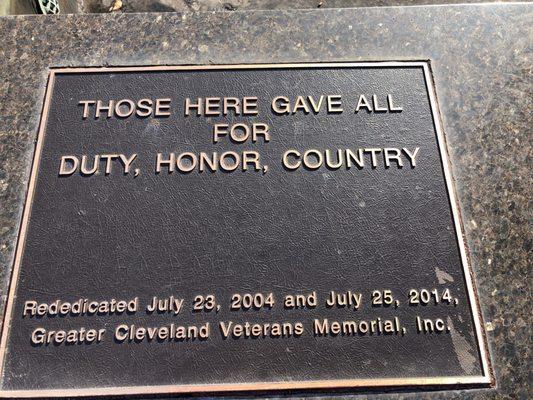 THOSE HERE GAVE ALL
FOR
DUTY, HONOR, COUNTRY
Rededicated July 23, 2004 and July 25, 2014,
Greater Cleveland Veterans Memorial, Inc.